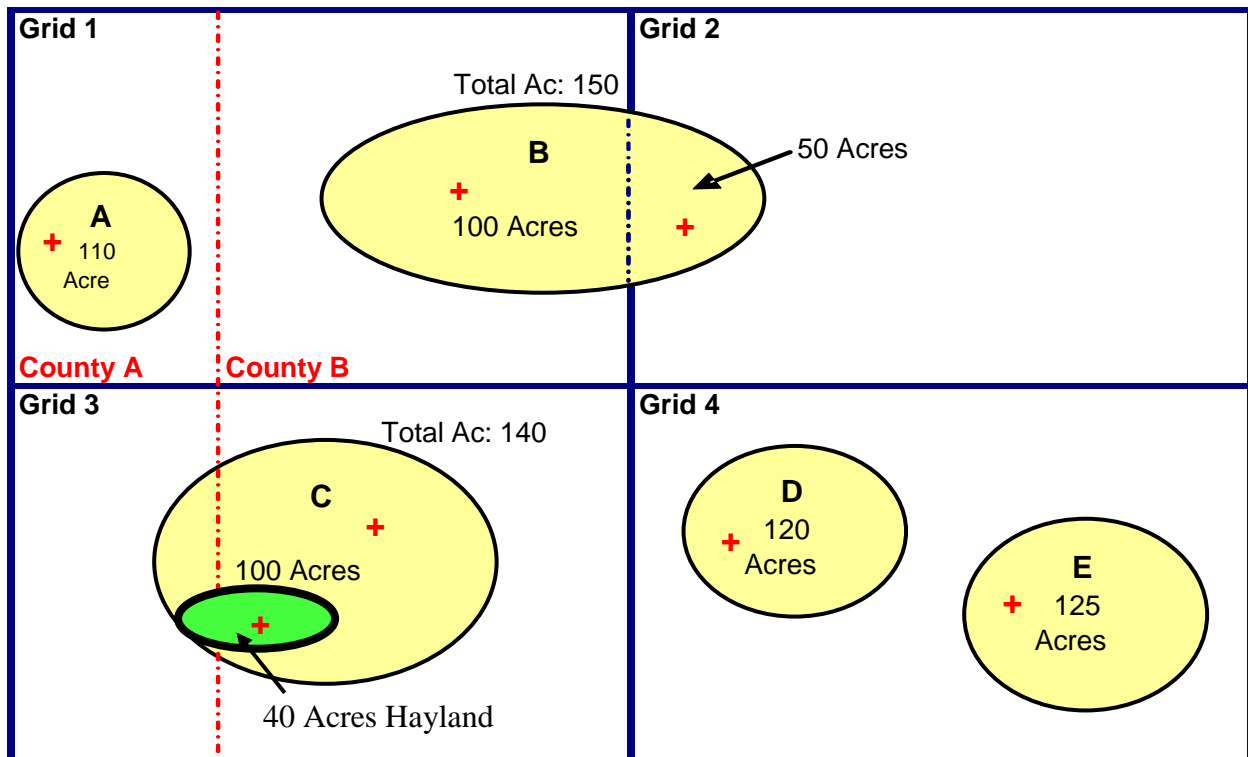 Grid 1
Grid 2
Total Ac: 150
B
50 Acres
100 Acres
A
110
Acre
County A
County B
Grid 3
Grid 4
Total Ac: 140
C
100 Acres
40 Acres Hayland
D
120
Acres
E
125
Acres